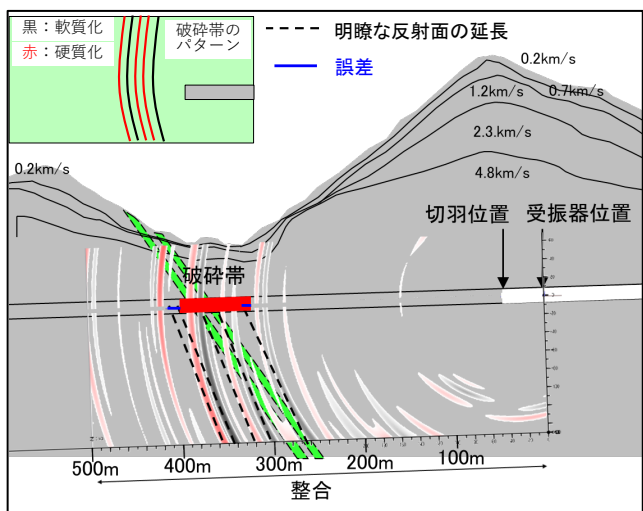 黒：軟質化
赤：硬質化
破砕帯の
パターン
明瞭な反射面の延長
誤差
0.2km/s
1.2km/s
0.7km/s
2.3.km/s
4.8km/s
0.2km/s
切羽位置
受振器位置
破砕帯
500m
400m
300m
200m
100m
整合